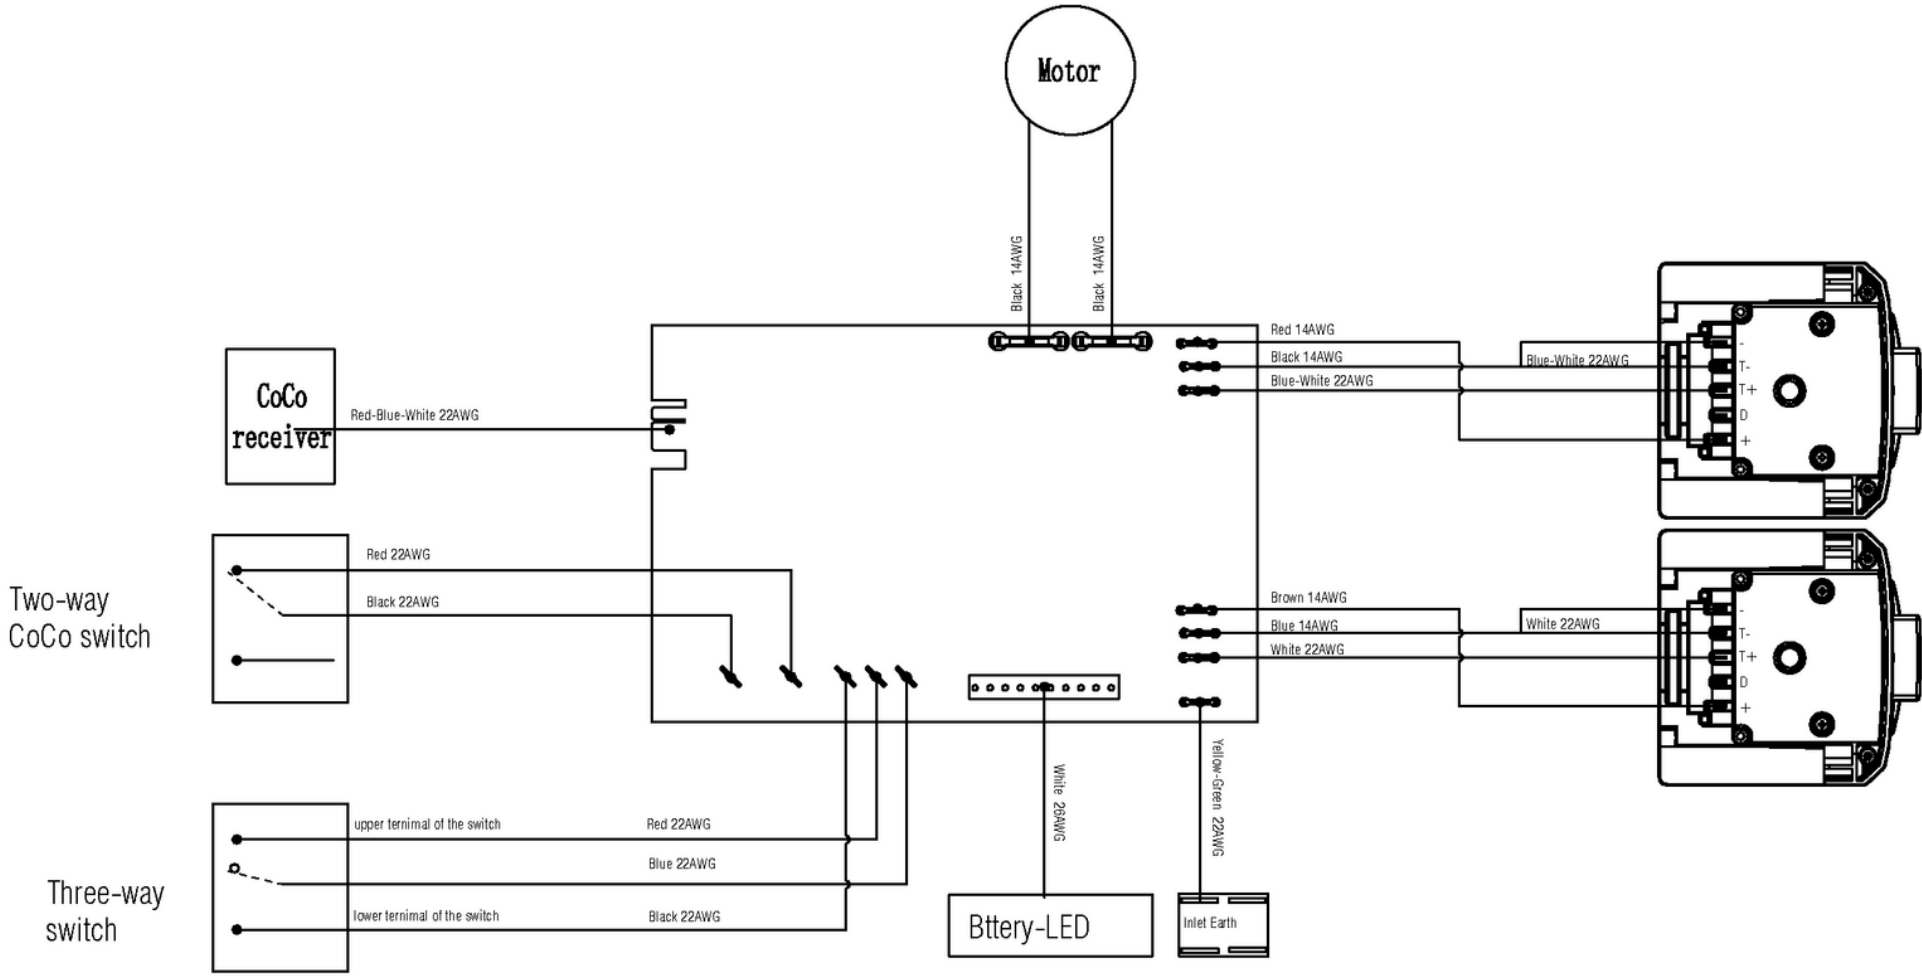 Motor
Black 14AWG
Black 14AWG
Red 14AWG
Black 14AWG
Blue-White 22AWG
Blue-White 22AWG
-
T-
T+
D
+
CoCo
receiver
Red-Blue-White 22AWG
Two-way
CoCo switch
Red 22AWG
Black 22AWG
Brown 14AWG
Blue 14AWG
White 22AWG
White 22AWG
-
T-
T+
D
+
Three-way
switch
upper ternimal of the switch
Red 22AWG
Blue 22AWG
lower ternimal of the switch
Black 22AWG
White 26AWG
Yellow-Green 22AWG
Bttery-LED
Inlet Earth